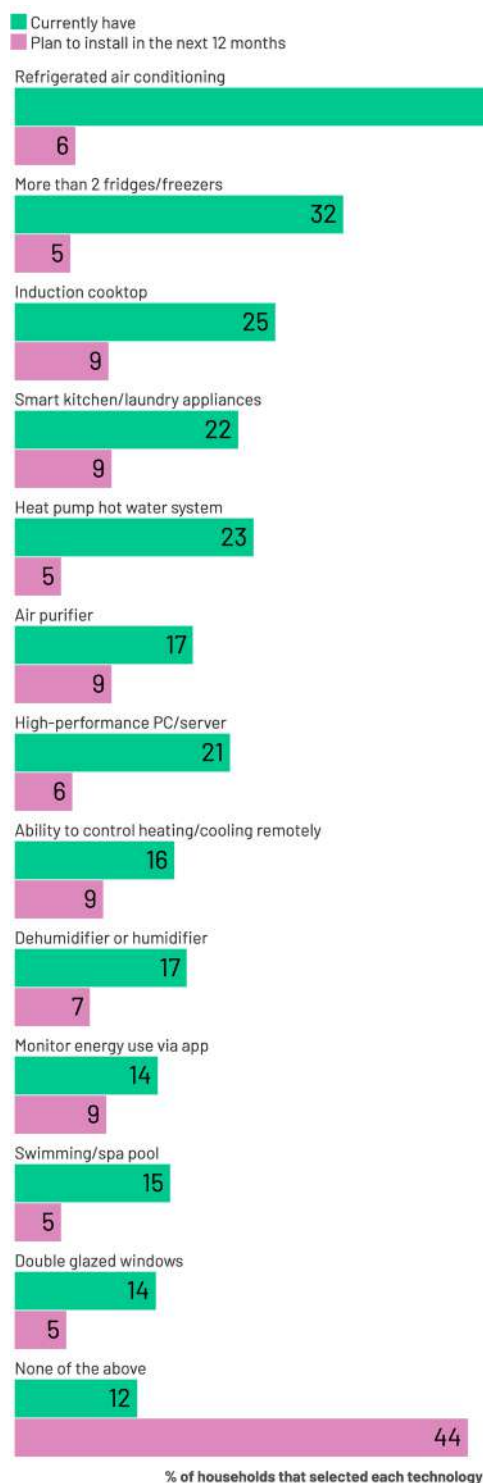 Currently have
Plan to install in the next 12 months
Refrigerated air conditioning
6
More than 2 fridges/freezers
32
5
Induction cooktop
25
9
Smart kitchen/laundry appliances
22
9
Heat pump hot water system
23
5
Air purifier
17
9
High-performance PC/server
21
6
Ability to control heating/cooling remotely
16
9
Dehumidifier or humidifier
17
7
Monitor energy use via app
14
9
Swimming/spa pool
15
5
Double glazed windows
14
5
None of the above
12
44
% of households that selected each technology